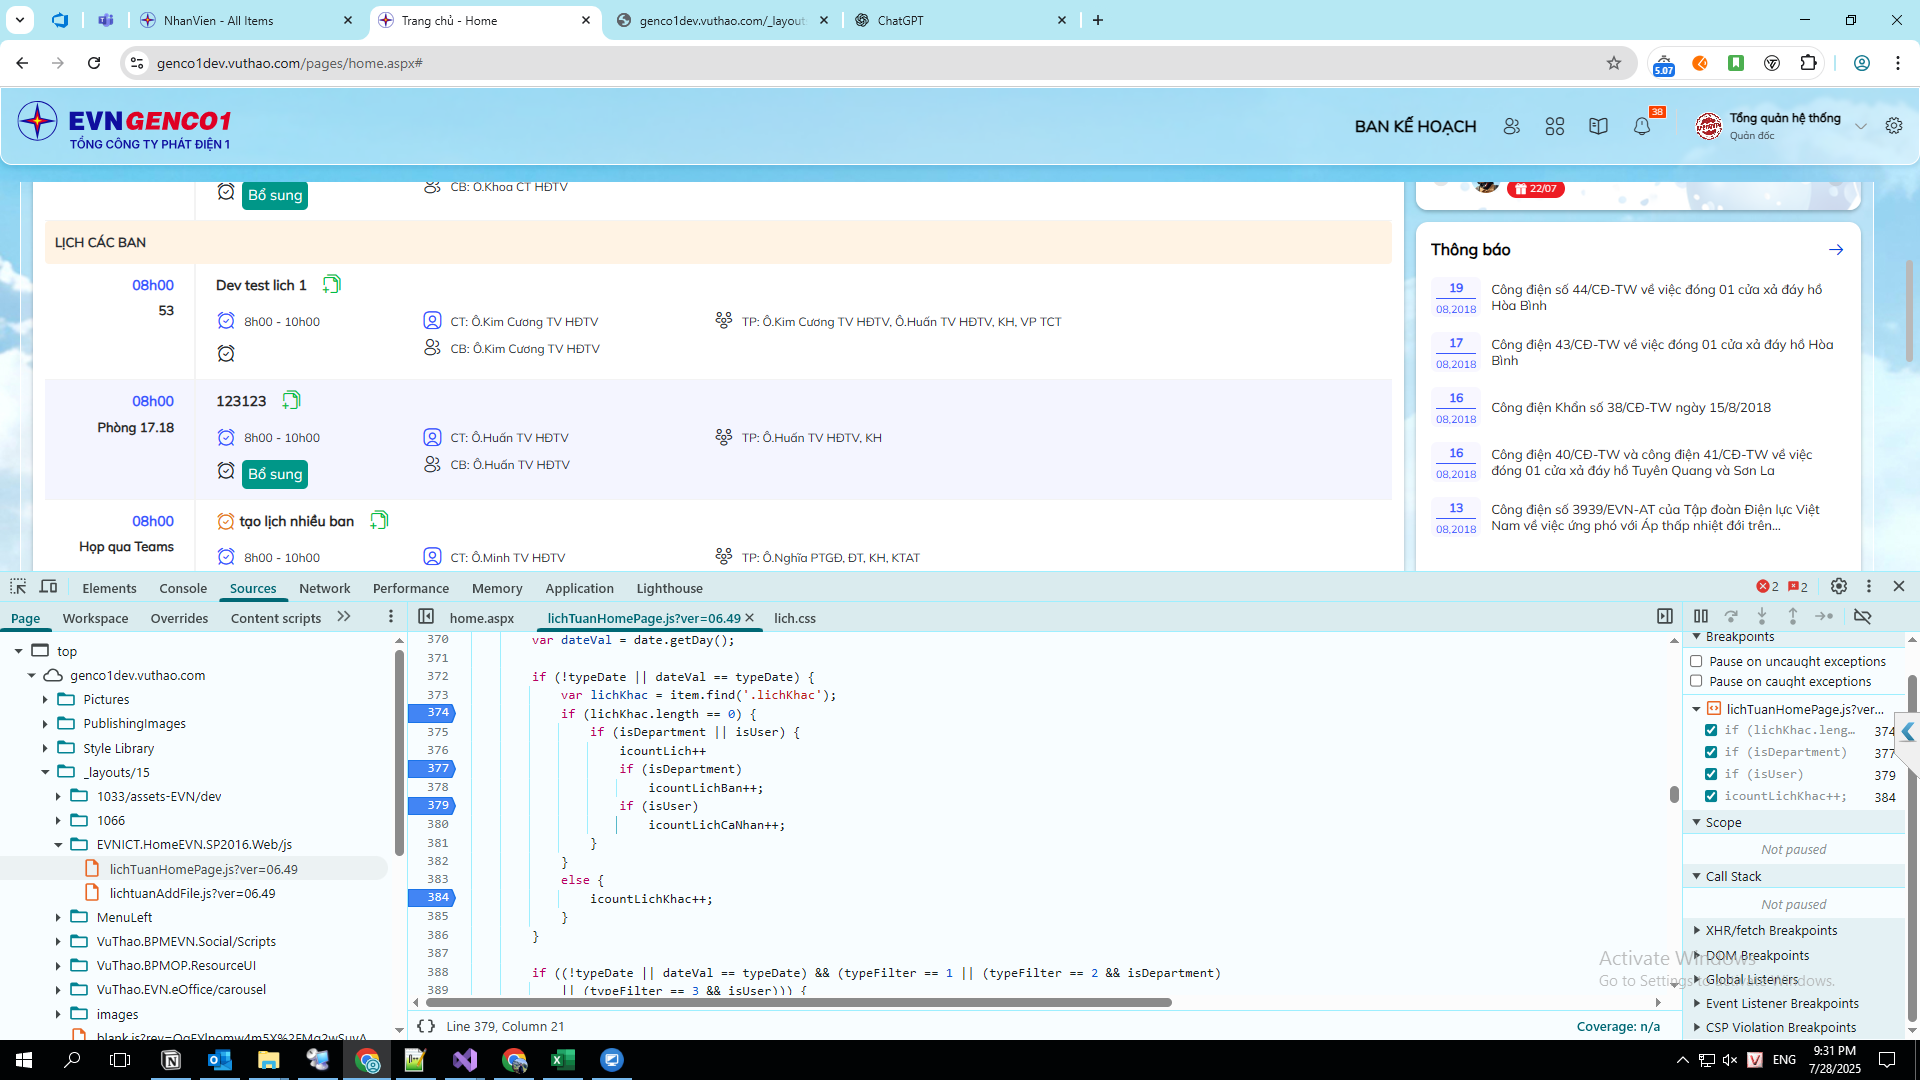 NhanVien - All Items
Trang chủ - Home
genco1dev.vuthao.com/_layout
ChatGPT
genco1dev.vuthao.com/pages/home.aspx#
5.07
EVNGENCO1
TỔNG CÔNG TY PHÁT ĐIỆN 1
BAN KẾ HOẠCH
38
Tổng quản hệ thống
Quản đốc
Bổ sung
CB: Ô.Khoa CT HĐTV
22/07
LỊCH CÁC BAN
08h00
53
Dev test lich 1
8h00 - 10h00
CT: Ô.Kim Cương TV HĐTV
TP: Ô.Kim Cương TV HĐTV, Ô.Huấn TV HĐTV, KH, VP TCT
CB: Ô.Kim Cương TV HĐTV
08h00
Phòng 17.18
123123
8h00 - 10h00
CT: Ô.Huấn TV HĐTV
TP: Ô.Huấn TV HĐTV, KH
CB: Ô.Huấn TV HĐTV
Bổ sung
08h00
Họp qua Teams
tạo lịch nhiều ban
8h00 - 10h00
CT: Ô.Minh TV HĐTV
TP: Ô.Nghĩa PTGĐ, ĐT, KH, KTAT
Thông báo
19
08,2018
Công điện số 44/CĐ-TW về việc đóng 01 cửa xả đáy hồ
Hòa Bình
17
08,2018
Công điện 43/CĐ-TW về việc đóng 01 cửa xả đáy hồ Hòa
Bình
16
08,2018
Công điện Khẩn số 38/CĐ-TW ngày 15/8/2018
16
08,2018
Công điện 40/CĐ-TW và công điện 41/CĐ-TW về việc
đóng 01 cửa xả đáy hồ Tuyên Quang và Sơn La
13
08,2018
Công điện số 3939/EVN-AT của Tập đoàn Điện lực Việt
Nam về việc ứng phó với Áp thấp nhiệt đới trên...
Elements Console Sources Network Performance Memory Application Lighthouse
2 2
Page Workspace Overrides Content scripts
home.aspx lichTuanHomePage.js?ver=06.49 lich.css
top
genco1dev.vuthao.com
Pictures
PublishingImages
Style Library
_layouts/15
1033/assets-EVN/dev
1066
EVNICT.HomeEVN.SP2016.Web/js
lichTuanHomePage.js?ver=06.49
lichtuanAddFile.js?ver=06.49
MenuLeft
VuThao.BPMEVN.Social/Scripts
VuThao.BPMOP.ResourceUI
VuThao.EVN.eOffice/carousel
images
370 var dateVal = date.getDay();
371
372 if (!typeDate || dateVal == typeDate) {
373 var lichKhac = item.find('.lichKhac');
374 if (lichKhac.length == 0) {
375 if (isDepartment || isUser) {
376 icountLich++
377 if (isDepartment)
378 icountLichBan++;
379 if (isUser)
380 icountLichCaNhan++;
381 }
382 }
383 else {
384 icountLichKhac++;
385 }
386 }
387
388 if ((!typeDate || dateVal == typeDate) && (typeFilter == 1 || (typeFilter == 2 && isDepartment)
389 || (typeFilter == 3 && isUser))) {
Line 379, Column 21
Coverage: n/a
Breakpoints
Pause on uncaught exceptions
Pause on caught exceptions
lichTuanHomePage.js?ver...
if (lichKhac.leng... 374
if (isDepartment) 377
if (isUser) 379
icountLichKhac++; 384
Scope
Not paused
Call Stack
Not paused
XHR/fetch Breakpoints
DOM Breakpoints
Global Listeners
Event Listener Breakpoints
CSP Violation Breakpoints
Activate Windows
Go to Settings to activate Windows.
ENG
9:31 PM
7/28/2025